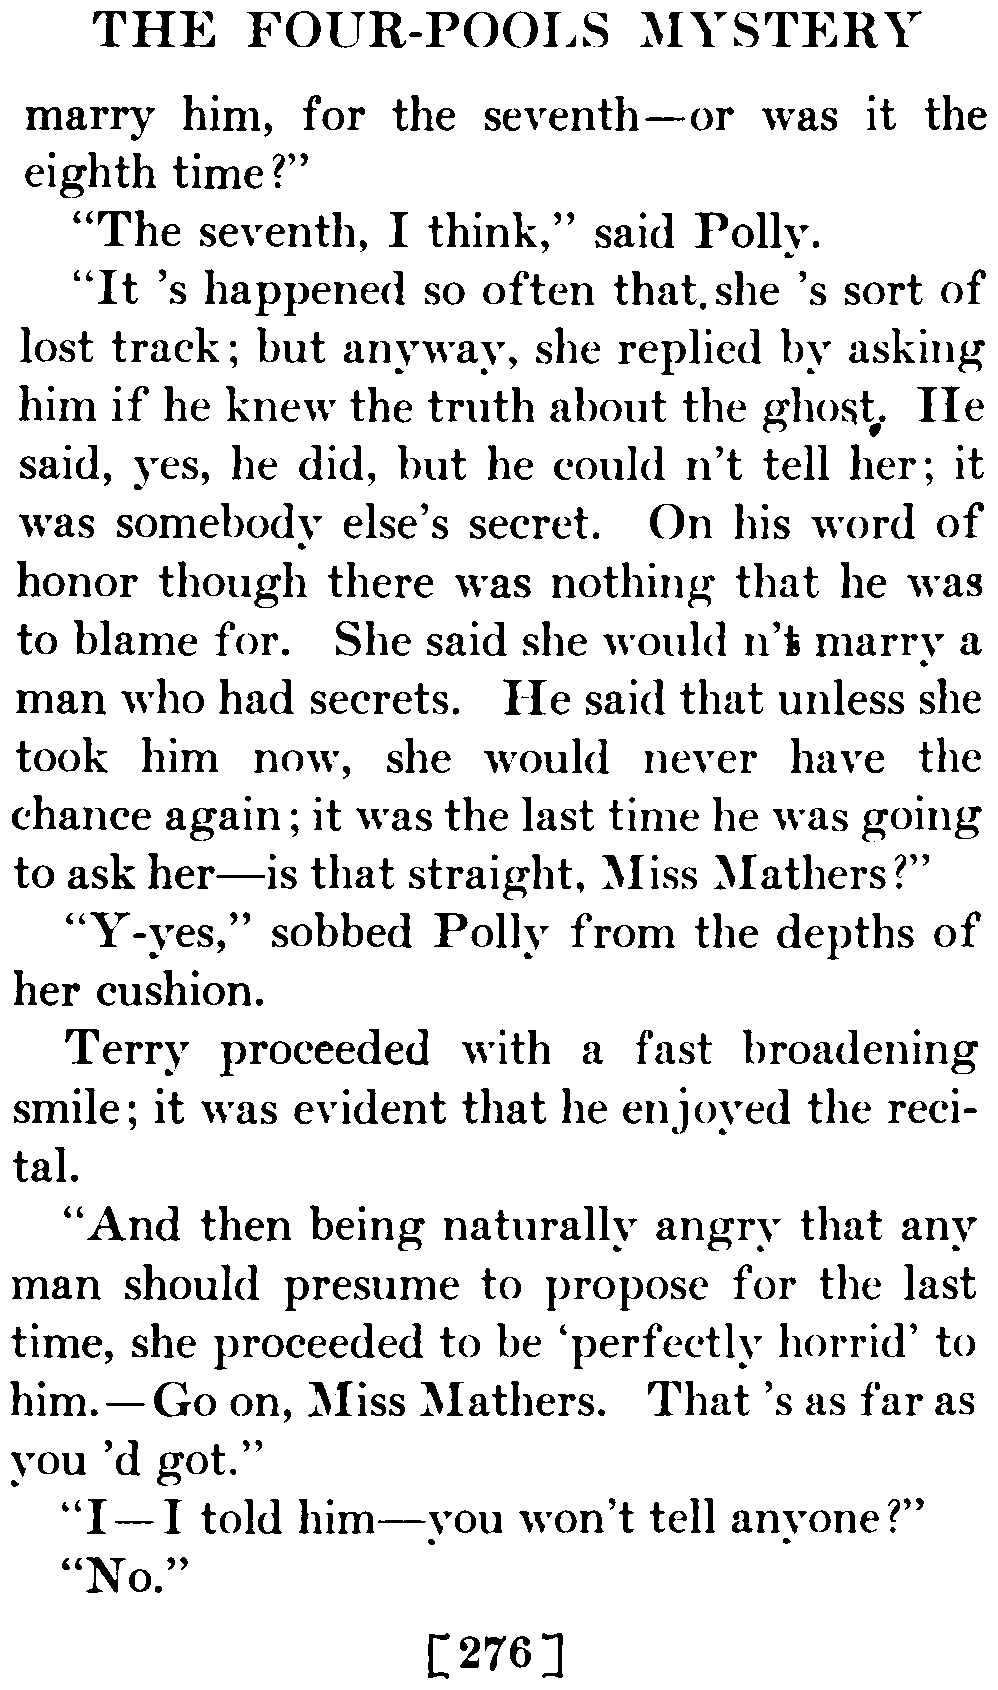 THE FOUR-POOLS MYSTERY
marry him, for the seventh—or was it the
eighth time?"
"The seventh, I think," said Polly.
"It 's happened so often that she 's sort of
lost track; but anyway, she replied by asking
him if he knew the truth about the ghost. He
said, yes, he did, but he could n't tell her; it
was somebody else's secret. On his word of
honor though there was nothing that he was
to blame for. She said she would n't marry a
man who had secrets. He said that unless she
took him now, she would never have the
chance again; it was the last time he was going
to ask her—is that straight, Miss Mathers?"
"Y-yes," sobbed Polly from the depths of
her cushion.
Terry proceeded with a fast broadening
smile; it was evident that he enjoyed the reci-
tal.
"And then being naturally angry that any
man should presume to propose for the last
time, she proceeded to be 'perfectly horrid' to
him.—Go on, Miss Mathers. That 's as far as
you 'd got."
"I—I told him—you won't tell anyone?"
"No."
[276]